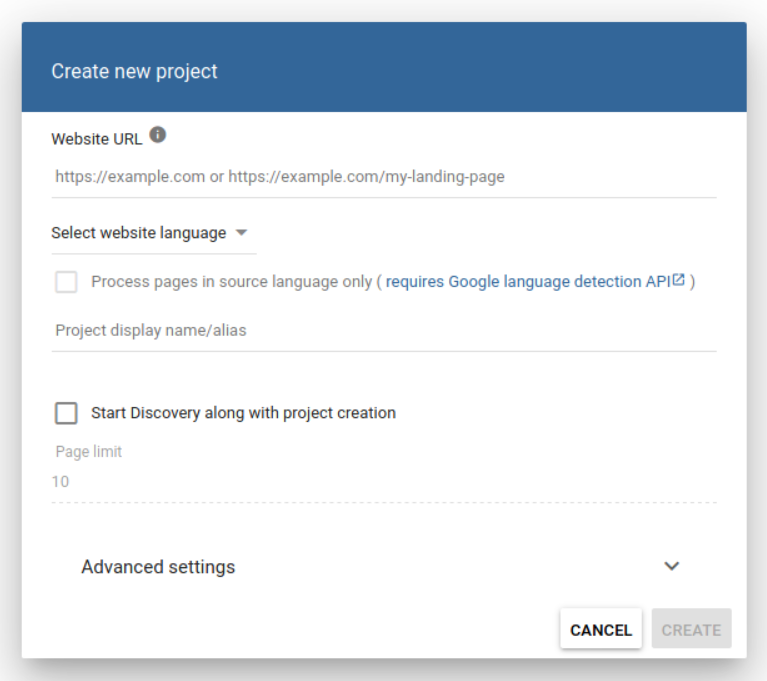 Create new project
Website URL
https://example.com or https://example.com/my-landing-page
Select website language
Process pages in source language only ( requires Google language detection API )
Project display name/alias
Start Discovery along with project creation
Page limit
10
Advanced settings
CANCEL CREATE